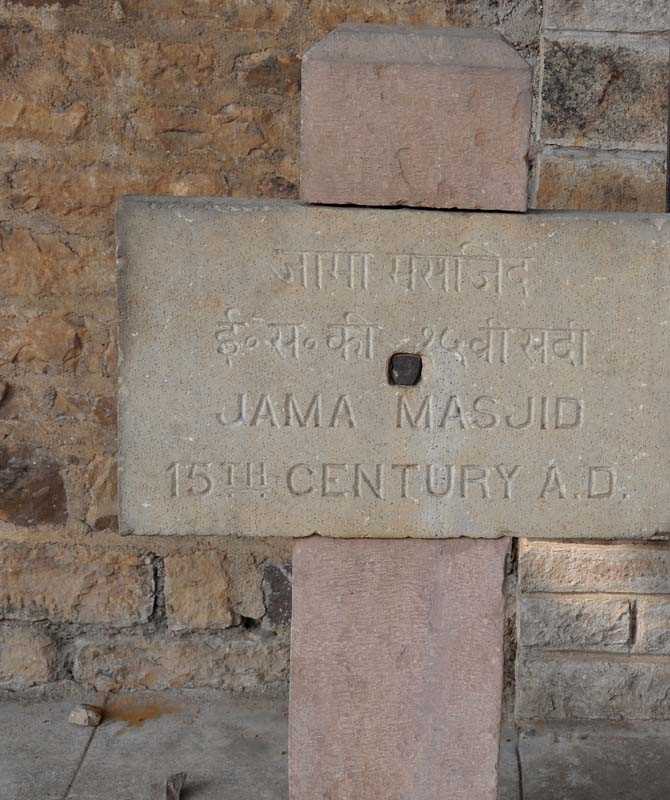 जामा मसजिद
ई॰स॰की १५वी सदी
JAMA MASJID
15TH CENTURY A.D.